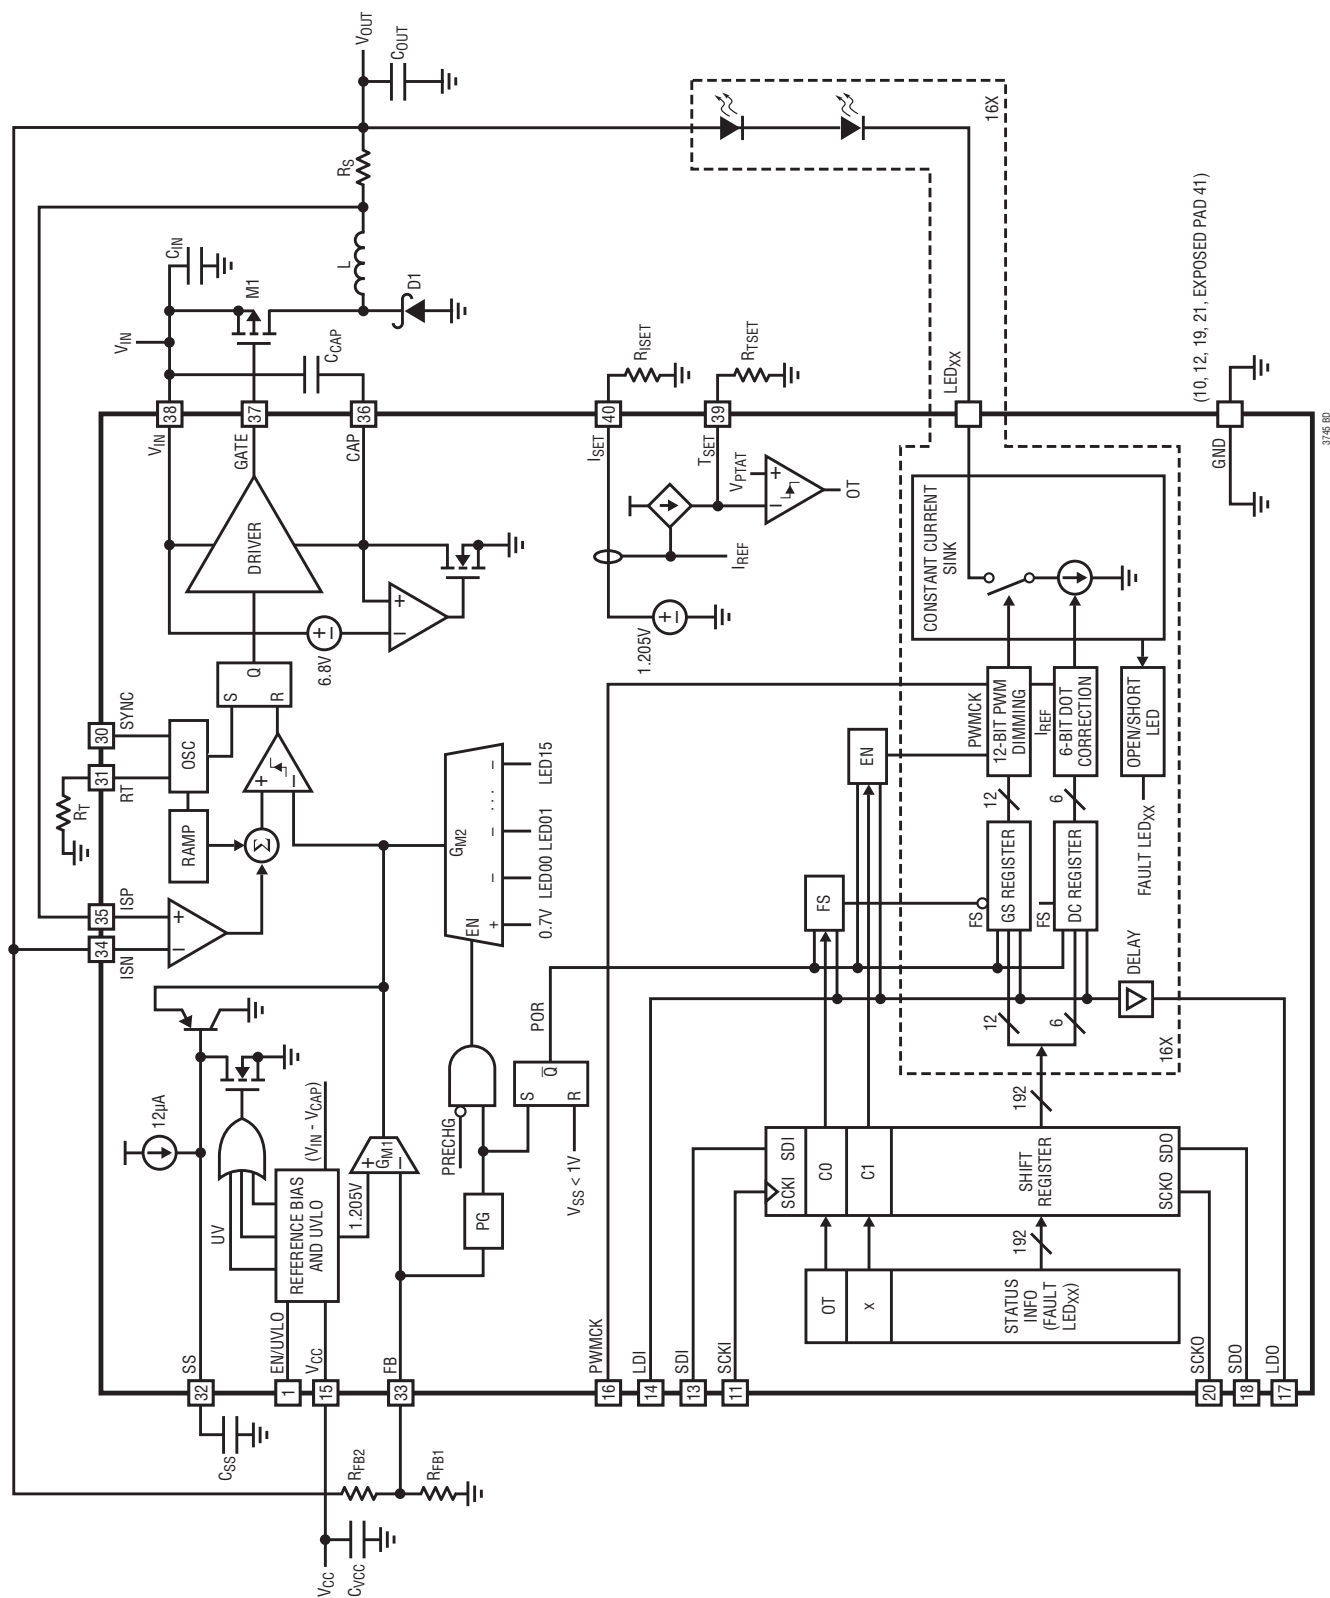 VOUT
COUT
RS
CIN
VIN
M1
L
D1
CCAP
RISET
RTSET
LEDXX
16X
(10, 12, 19, 21, EXPOSED PAD 41)
38
37
36
40
39
VIN
GATE
CAP
ISET
TSET
GND
3745 BD
DRIVER
+
–
6.8V
+
–
VPTAT
+
–
OT
IREF
+
–
1.205V
CONSTANT CURRENT
SINK
S
Q
R
30
SYNC
31
RT
RT
OSC
RAMP
Σ
+
–
PWMCK
12-BIT PWM
DIMMING
IREF
6-BIT DOT
CORRECTION
OPEN/SHORT
LED
EN
12
6
FAULT LEDXX
GM2
EN
+
–
–
...
–
0.7V
LED00
LED01
LED15
FS
FS
GS REGISTER
FS
DC REGISTER
DELAY
35
ISP
34
ISN
+
–
12
6
16X
POR
12µA
UV
(VIN - VCAP)
REFERENCE BIAS
AND UVLO
1.205V
+
GM1
–
PRECHG
S
Q
R
VSS < 1V
PG
192
SDI
SCKI
C0
C1
SHIFT
REGISTER
SDO
SCKO
192
OT
x
STATUS
INFO
(FAULT
LEDXX)
SS
EN/UVLO
VCC
FB
PWMCK
LDI
SDI
SCKI
SCKO
SDO
LDO
32
1
15
33
16
14
13
11
20
18
17
CSS
RFB2
RFB1
VCC
CVCC